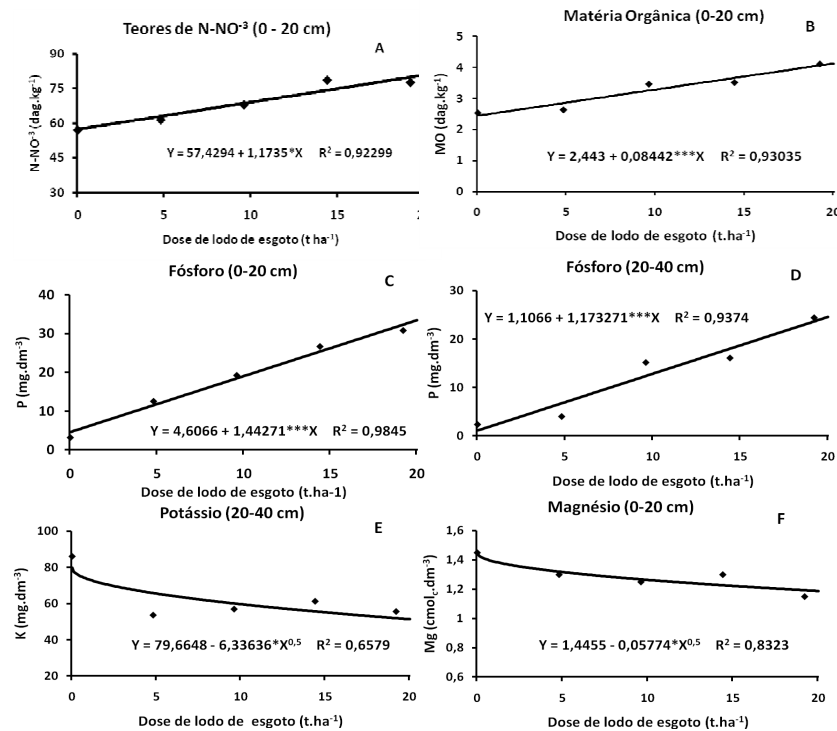 Teores de N-NO⁻³ (0 - 20 cm)
A
N-NO⁻³ (dag.kg⁻¹)
90
75
60
45
30
Y = 57,4294 + 1,1735*X R² = 0,92299
0 5 10 15
Dose de lodo de esgoto (t ha⁻¹)
Matéria Orgânica (0-20 cm)
B
MO (dag.kg⁻¹)
5
4
3
2
1
0
Y = 2,443 + 0,08442***X R² = 0,93035
0 5 10 15 20
Dose de lodo de esgoto (t.ha⁻¹)
Fósforo (0-20 cm)
C
P (mg.dm⁻³)
40
30
20
10
0
Y = 4,6066 + 1,44271***X R² = 0,9845
0 5 10 15 20
Dose de lodo de esgoto (t.ha-1)
Fósforo (20-40 cm)
D
P (mg.dm⁻³)
30
20
10
0
Y = 1,1066 + 1,173271***X R² = 0,9374
0 5 10 15 20
Dose de lodo de esgoto (t.ha⁻¹)
Potássio (20-40 cm)
E
K (mg.dm⁻³)
100
80
60
40
20
Y = 79,6648 - 6,33636*X⁰,⁵ R² = 0,6579
0 5 10 15 20
Dose de lodo de esgoto (t.ha⁻¹)
Magnésio (0-20 cm)
F
Mg (cmol꜀.dm⁻³)
1,6
1,4
1,2
1
0,8
0,6
Y = 1,4455 - 0,05774*X⁰,⁵ R² = 0,8323
0 5 10 15 20
Dose de lodo de esgoto (t.ha⁻¹)